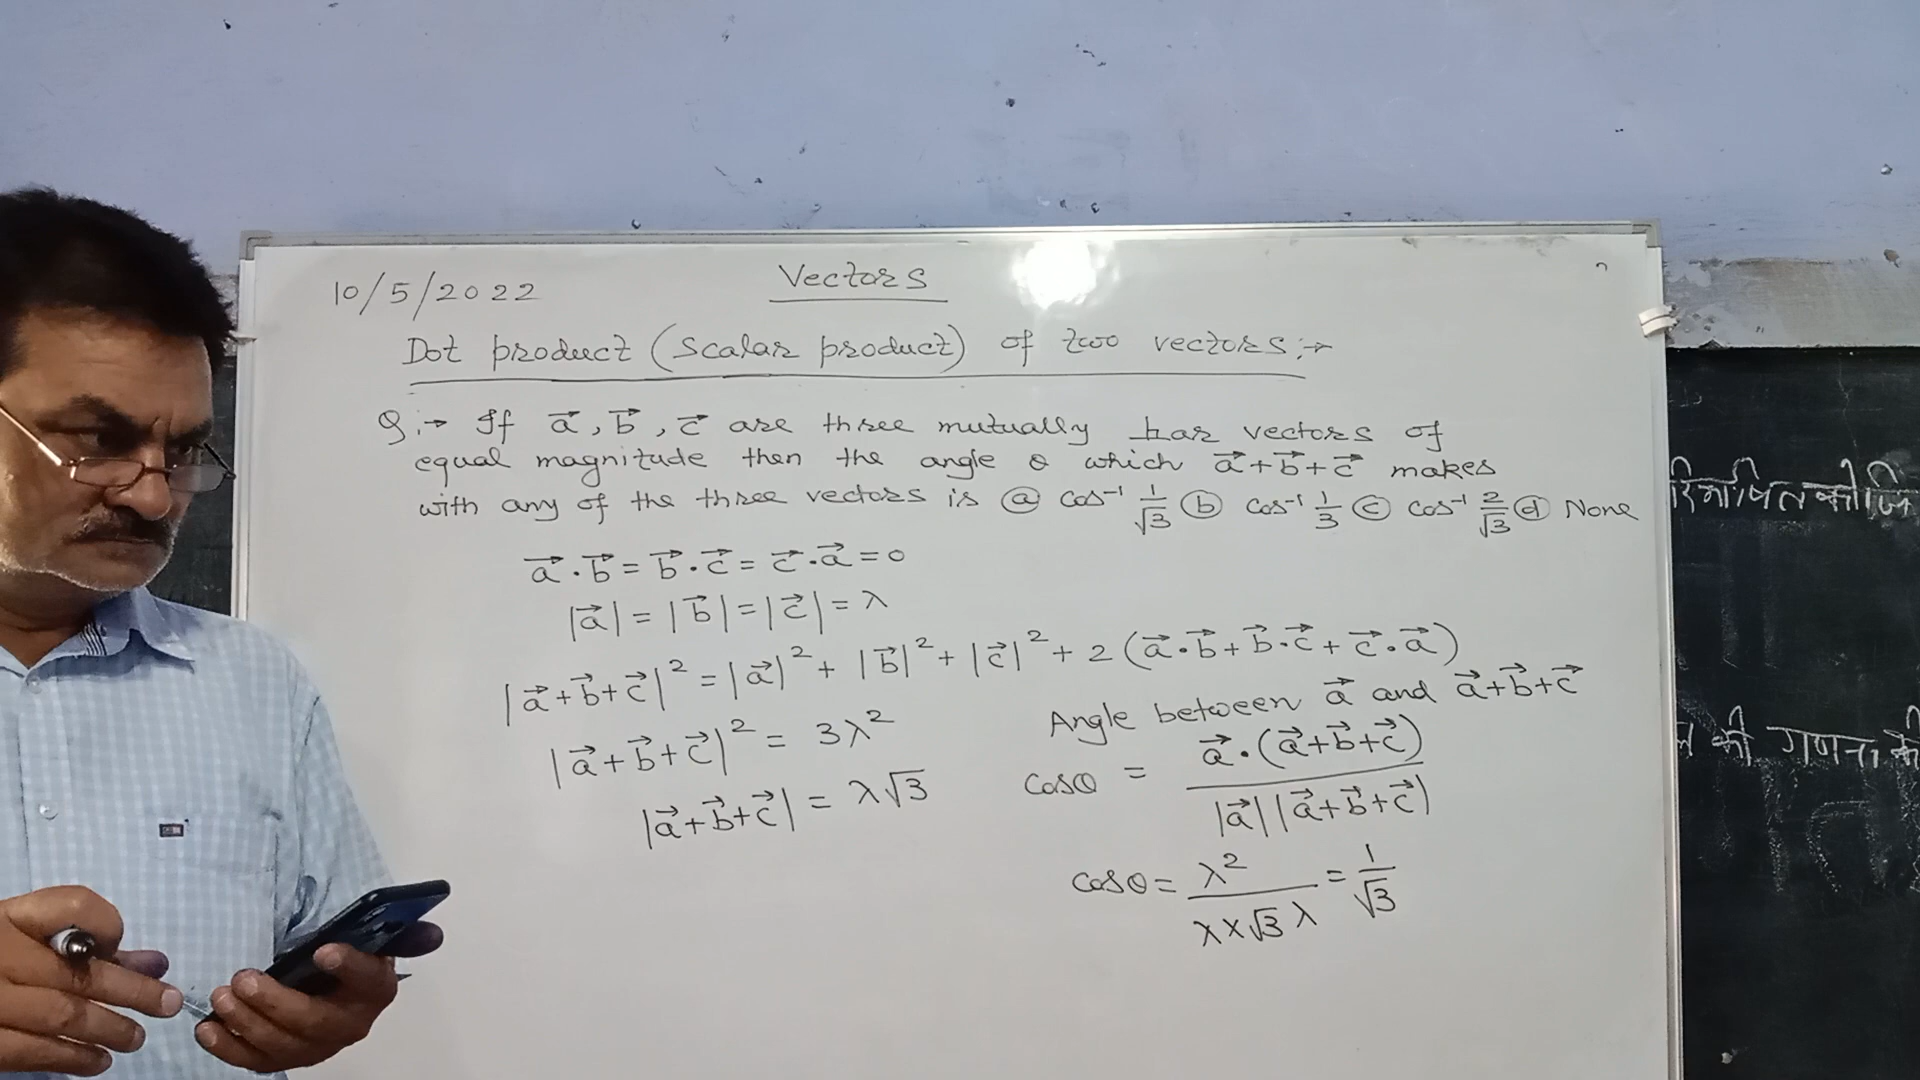 10/5/2022
Vectors
Dot product (Scalar product) of two vectors:→
Q:→ If a⃗, b⃗, c⃗ are three mutually ⊥ar vectors of
equal magnitude then the angle θ which a⃗+b⃗+c⃗ makes
with any of the three vectors is ⓐ cos⁻¹ 1/√3 ⓑ cos⁻¹ 1/3 ⓒ cos⁻¹ 2/√3 ⓓ None
a⃗·b⃗ = b⃗·c⃗ = c⃗·a⃗ = 0
|a⃗| = |b⃗| = |c⃗| = λ
|a⃗+b⃗+c⃗|² = |a⃗|² + |b⃗|² + |c⃗|² + 2(a⃗·b⃗ + b⃗·c⃗ + c⃗·a⃗)
|a⃗+b⃗+c⃗|² = 3λ²
|a⃗+b⃗+c⃗| = λ√3
Angle between a⃗ and a⃗+b⃗+c⃗
cosθ = a⃗·(a⃗+b⃗+c⃗) / |a⃗||a⃗+b⃗+c⃗|
cosθ = λ² / λ×√3 λ = 1/√3
की गणना